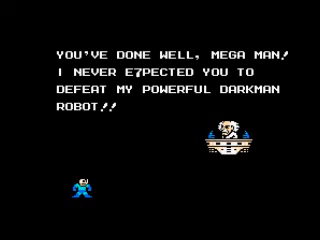 YOU'VE DONE WELL, MEGA MAN!
I NEVER E7PECTED YOU TO
DEFEAT MY POWERFUL DARKMAN
ROBOT!!